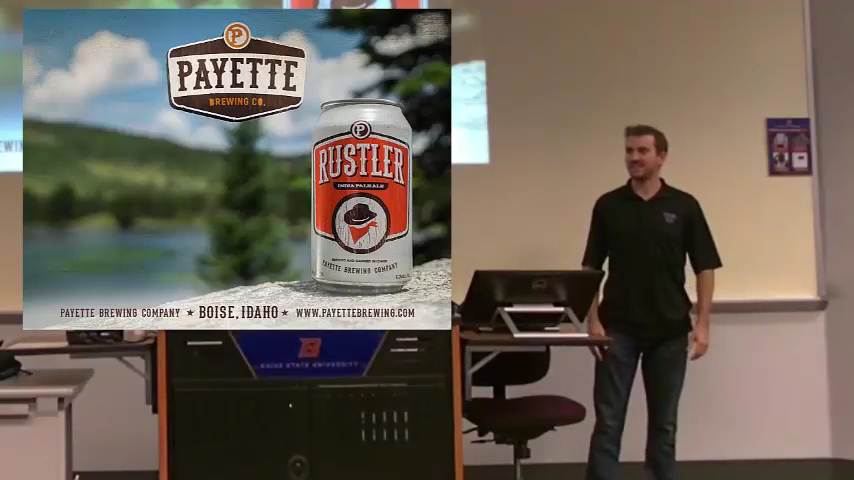 P
PAYETTE
BREWING CO.
P
RUSTLER
INDIA PALE ALE
PAYETTE BREWING COMPANY
PAYETTE BREWING COMPANY ★ BOISE, IDAHO ★ WWW.PAYETTEBREWING.COM
B
BOISE STATE UNIVERSITY